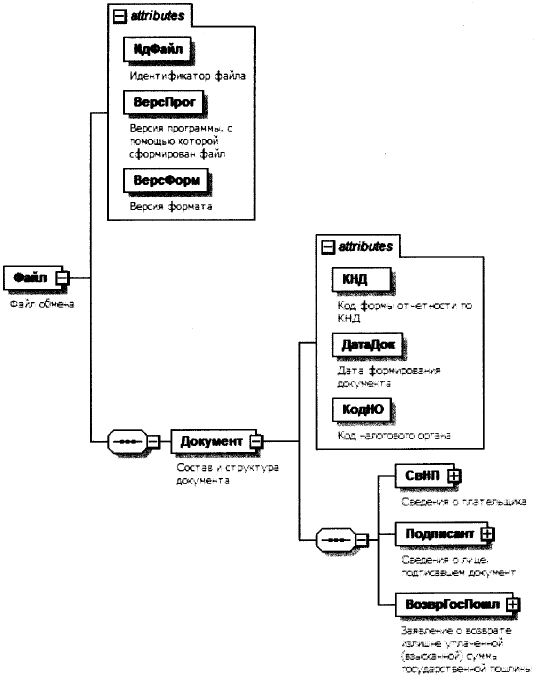 attributes
ИдФайл
Идентификатор файла
ВерсПрог
Версия программы, с
помощью которой
сформирован файл
ВерсФорм
Версия формата
Файл
Файл обмена
attributes
КНД
Код формы отчетности по
КНД
ДатаДок
Дата формирования
документа
КодНО
Код налогового органа
Документ
Состав и структура
документа
СвНП
Сведения о плательщика
Подписант
Сведения о лице,
подписавшем документ
ВозврГосПошл
Заявление о возврате
излишне уплаченной
(взысканной) суммы
государственной пошлины